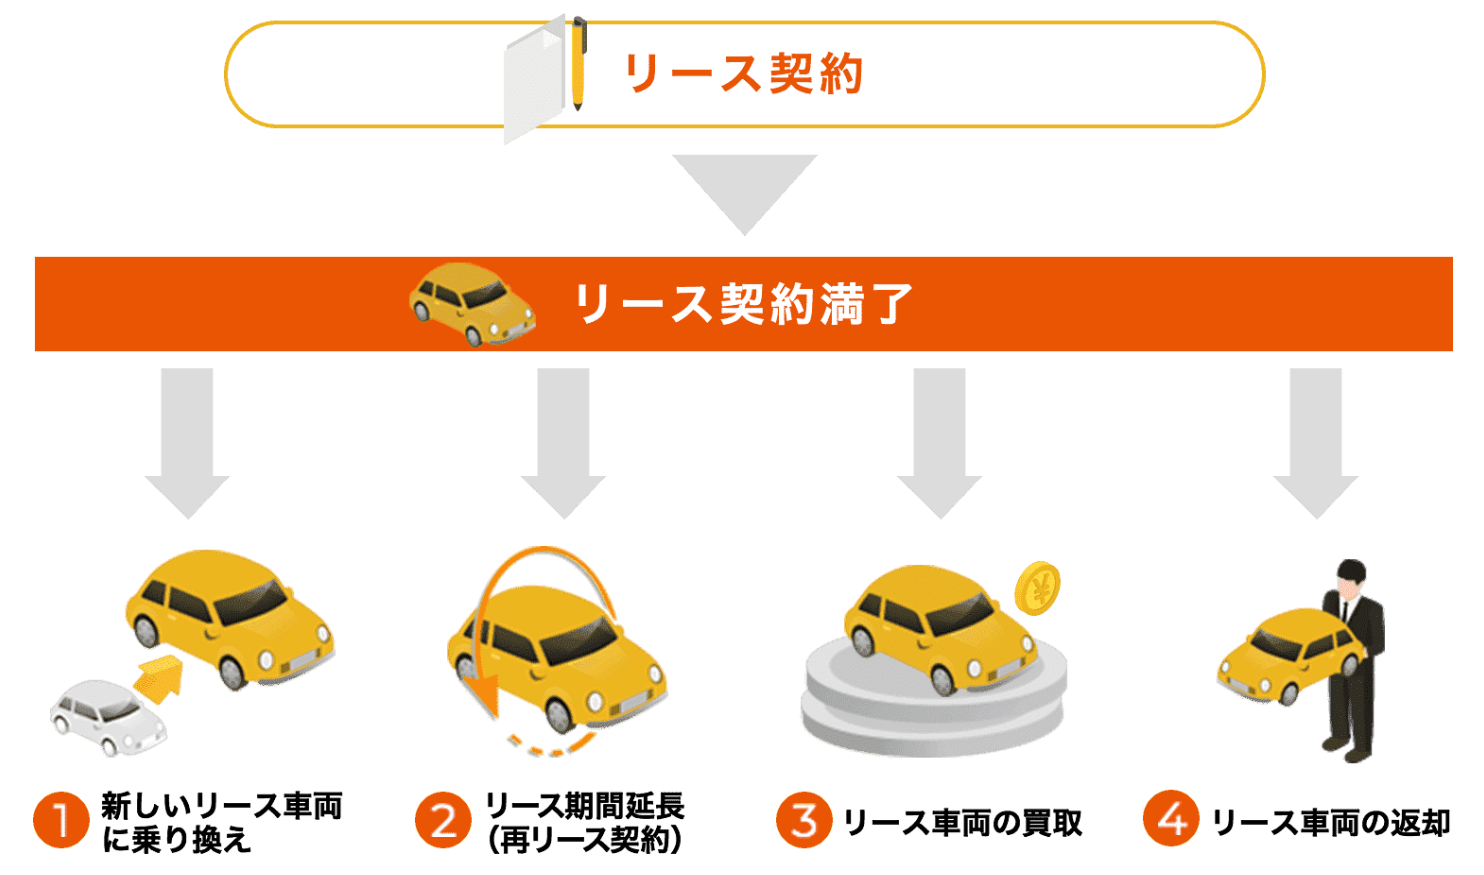 リース契約
リース契約満了
1 新しいリース車両
に乗り換え
2 リース期間延長
（再リース契約）
3 リース車両の買取
¥
4 リース車両の返却